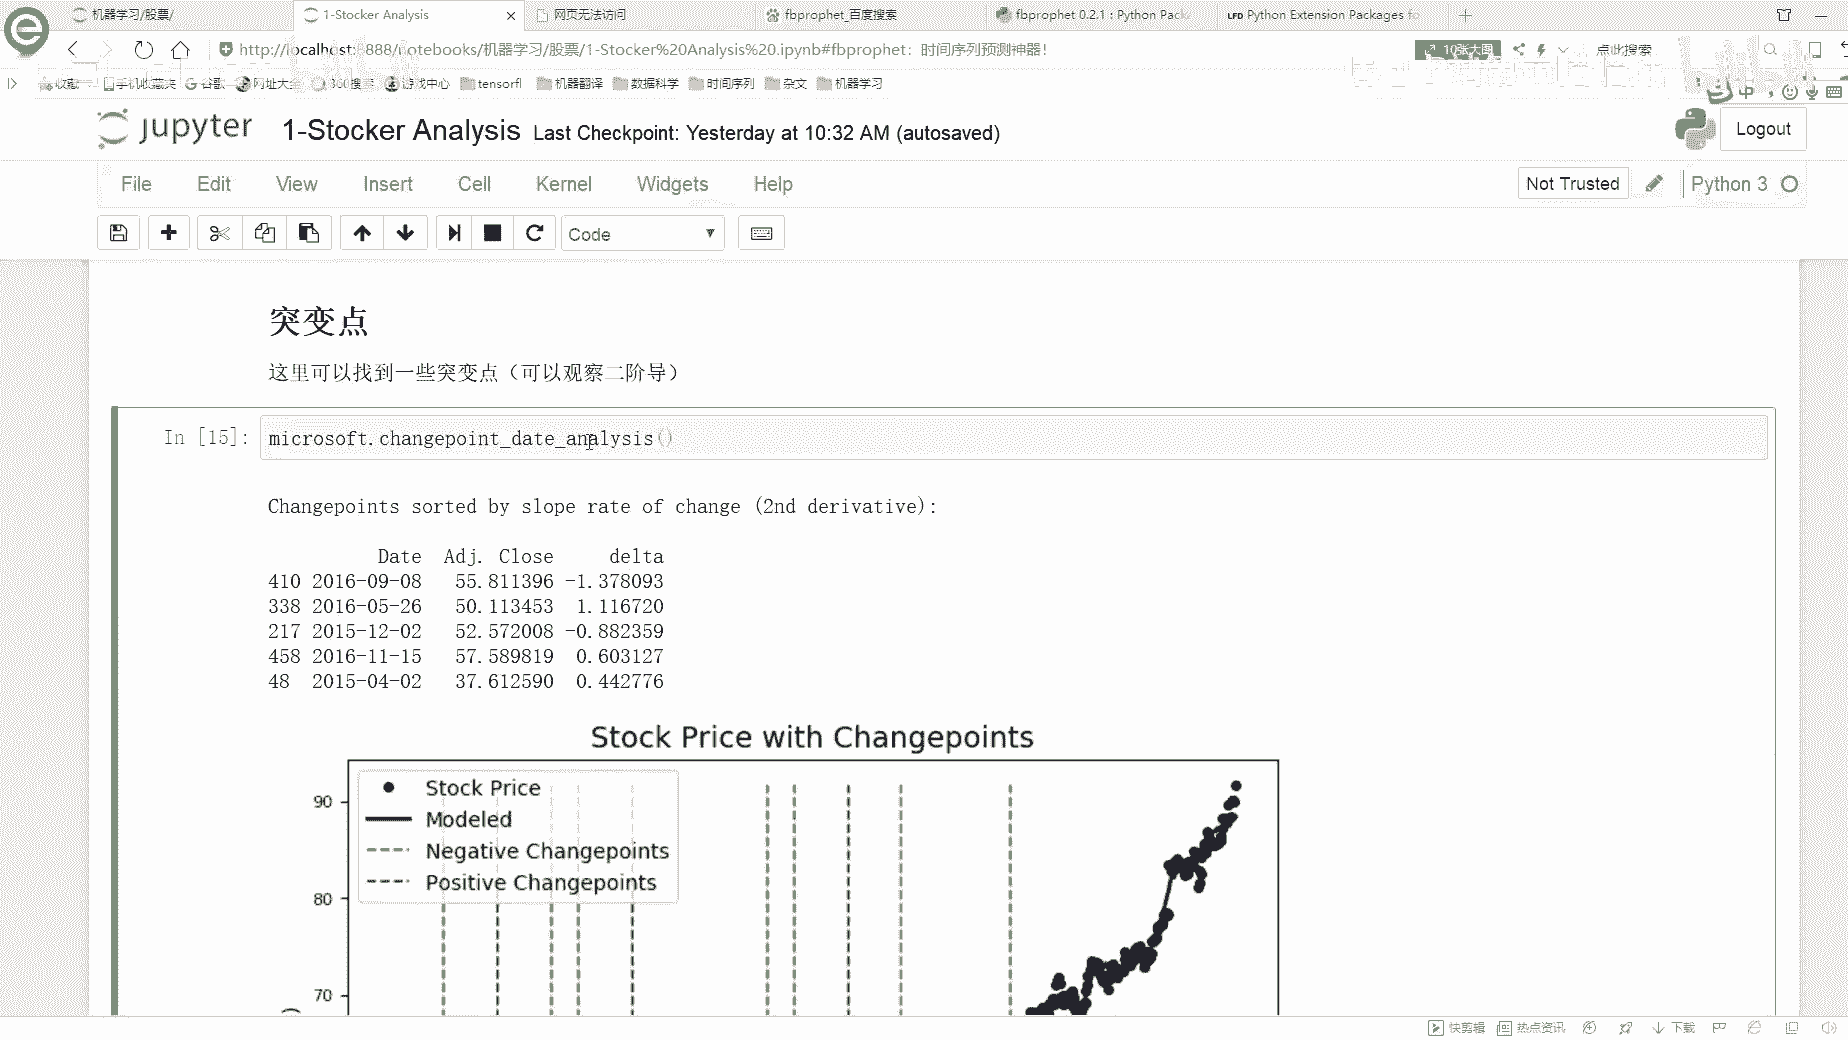 机器学习/股票/
1-Stocker Analysis
网页无法访问
fbprophet_百度搜索
fbprophet 0.2.1 : Python Pack
LFD Python Extension Packages fo
http://localhost:8888/notebooks/机器学习/股票/1-Stocker%20Analysis%20.ipynb#fbprophet：时间序列预测神器!
10张大图
点此搜索
收藏
手机收藏夹
谷歌
网址大全
360搜索
游戏中心
tensorfl
机器翻译
数据科学
时间序列
杂文
机器学习
中
jupyter
1-Stocker Analysis Last Checkpoint: Yesterday at 10:32 AM (autosaved)
Logout
File Edit View Insert Cell Kernel Widgets Help
Not Trusted
Python 3
Code
突变点
这里可以找到一些突变点（可以观察二阶导）
In [15]: microsoft.changepoint_date_analysis()
Changepoints sorted by slope rate of change (2nd derivative):
Date Adj. Close delta
410 2016-09-08 55.811396 -1.378093
338 2016-05-26 50.113453 1.116720
217 2015-12-02 52.572008 -0.882359
458 2016-11-15 57.589819 0.603127
48 2015-04-02 37.612590 0.442776
Stock Price with Changepoints
Stock Price
Modeled
Negative Changepoints
Positive Changepoints
90
80
70
快剪辑
热点资讯
下载